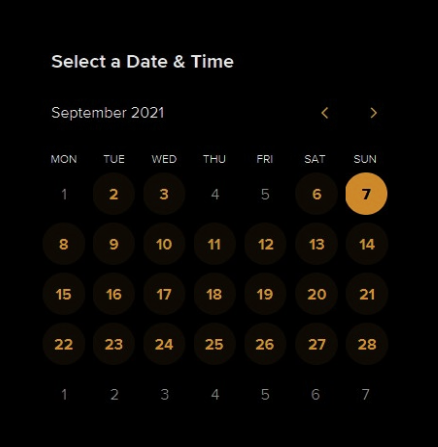 Select a Date & Time
September 2021
MON TUE WED THU FRI SAT SUN
1 2 3 4 5 6 7
8 9 10 11 12 13 14
15 16 17 18 19 20 21
22 23 24 25 26 27 28
1 2 3 4 5 6 7